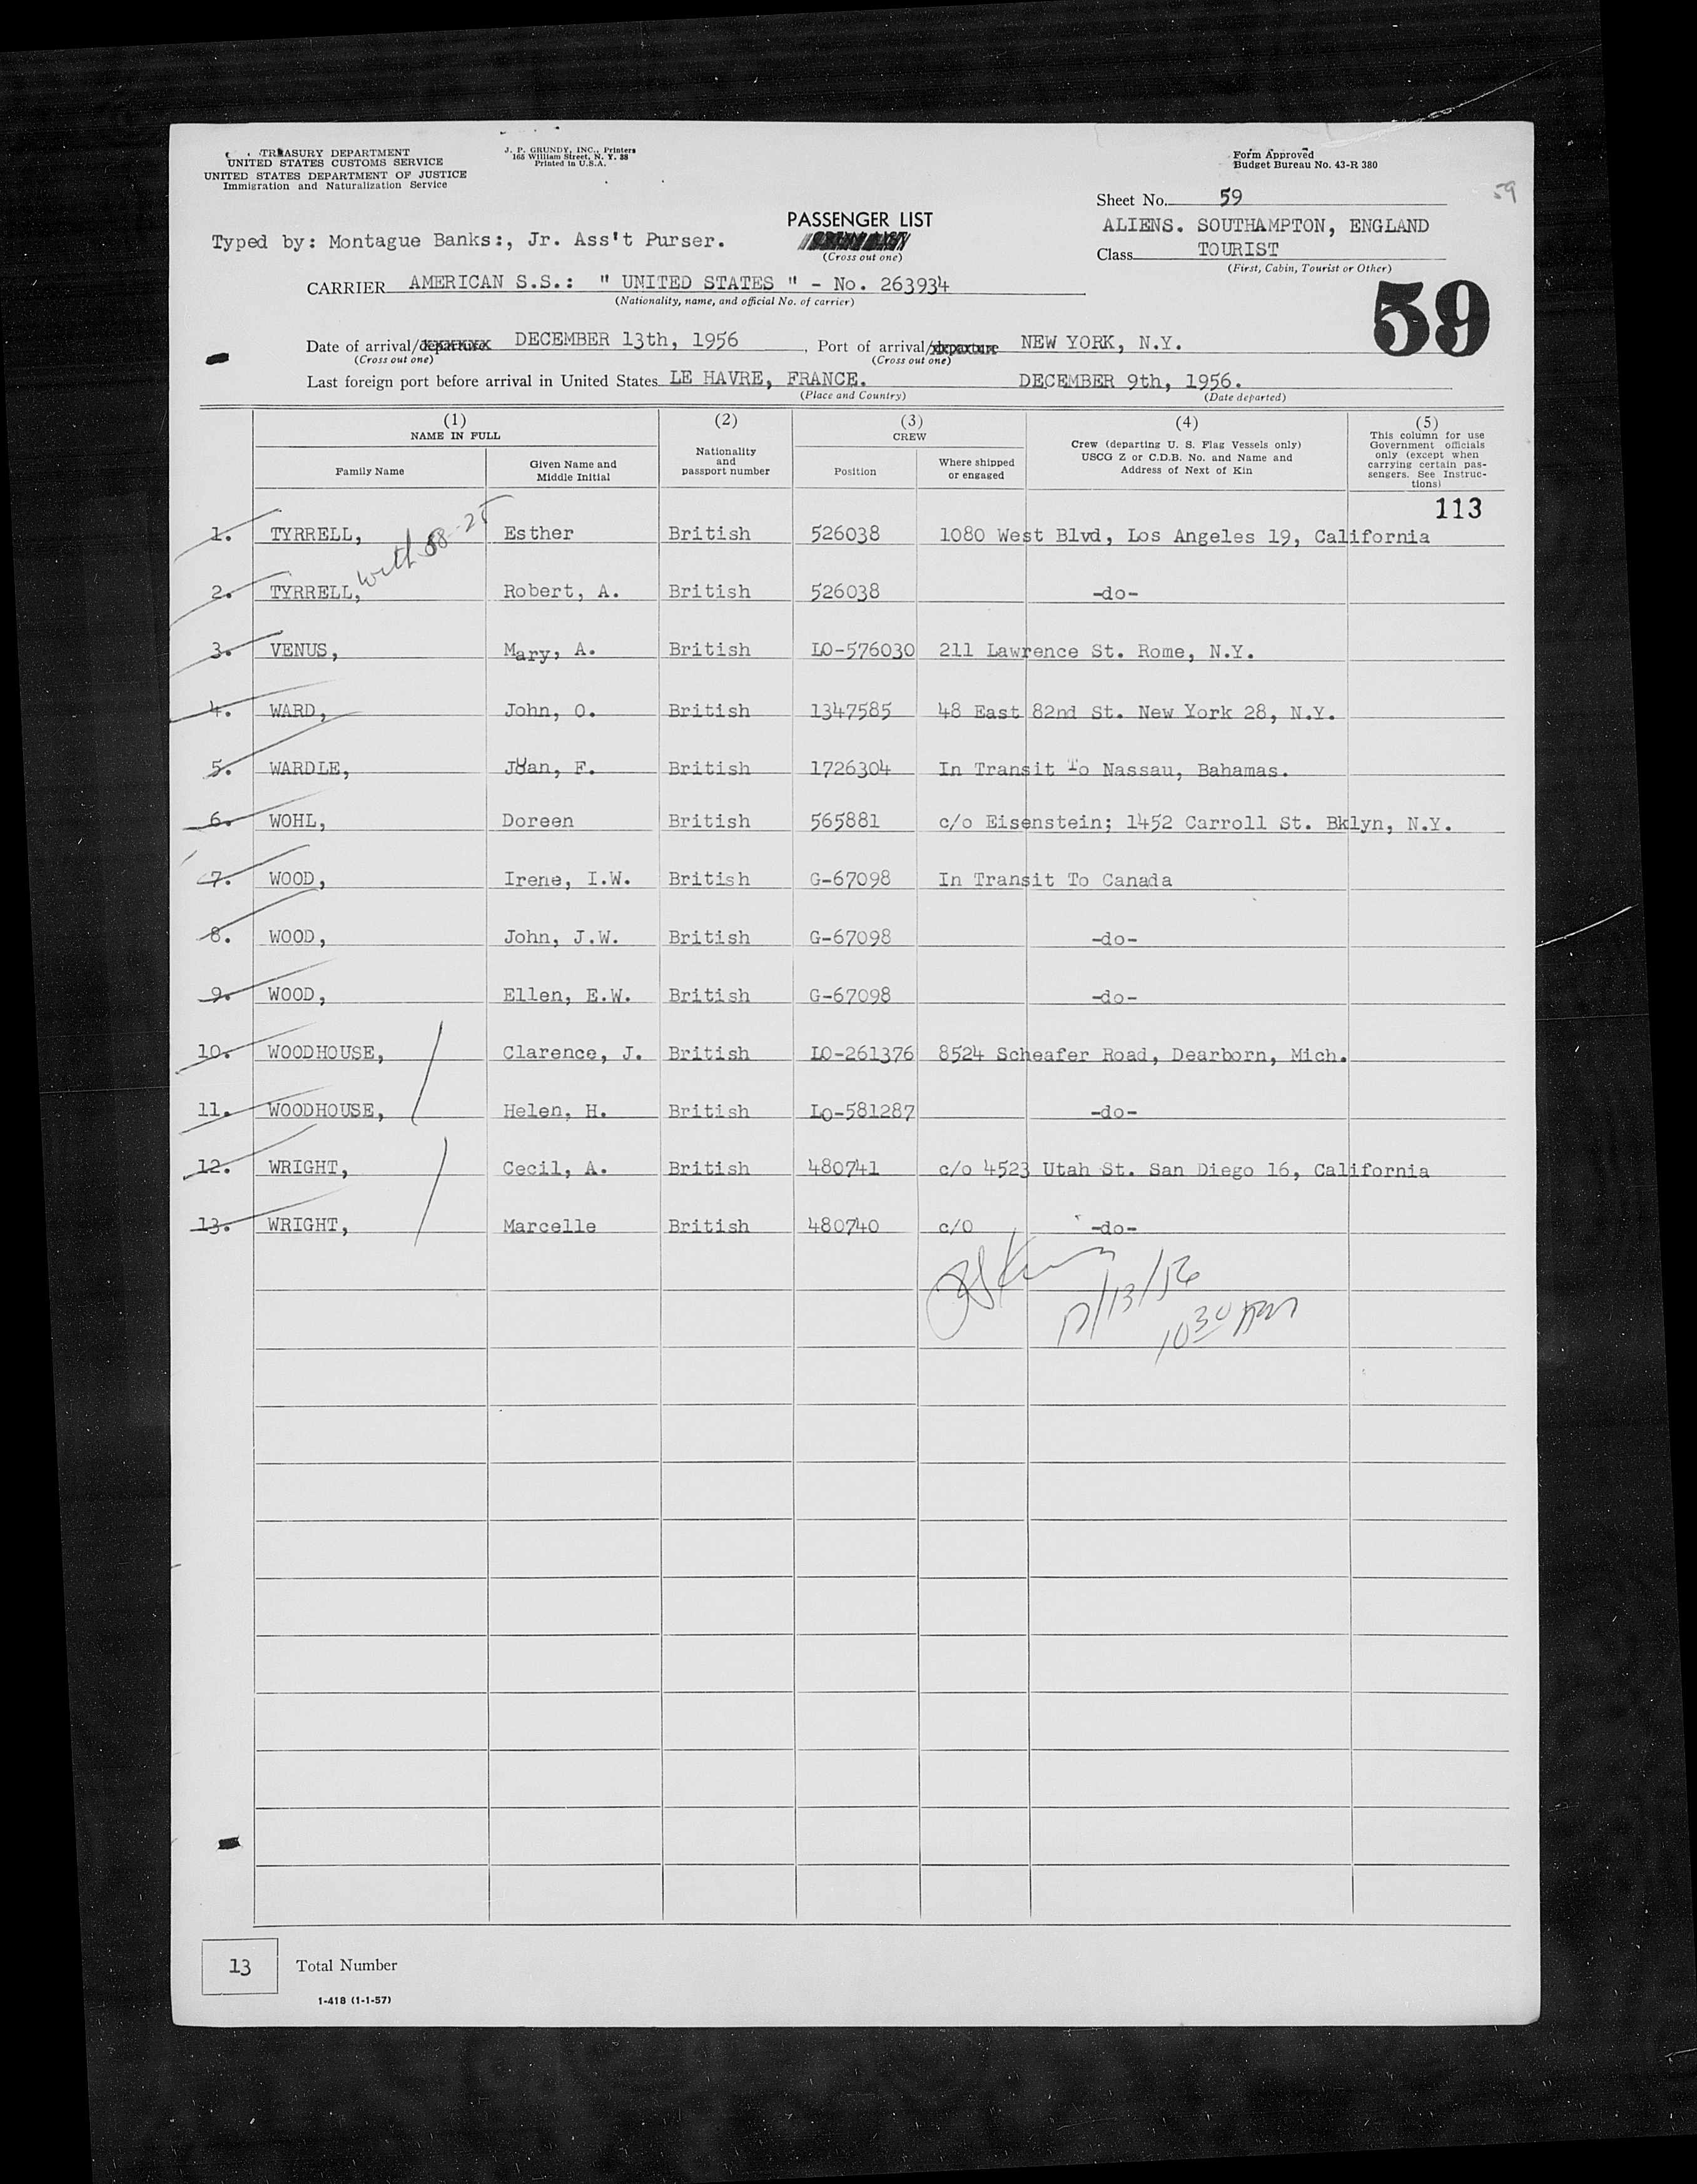 TREASURY DEPARTMENT
UNITED STATES CUSTOMS SERVICE
UNITED STATES DEPARTMENT OF JUSTICE
Immigration and Naturalization Service
J. P. GRUNDY, INC., Printers
165 William Street, N. Y. 38
Printed in U.S.A.
Form Approved
Budget Bureau No. 43-R 380
Sheet No. 59
59
PASSENGER LIST
(Cross out one)
Typed by: Montague Banks:, Jr. Ass't Purser.
ALIENS. SOUTHAMPTON, ENGLAND
Class TOURIST
(First, Cabin, Tourist or Other)
CARRIER AMERICAN S.S.: " UNITED STATES " - No. 263934
(Nationality, name, and official No. of carrier)
59
Date of arrival/departure DECEMBER 13th, 1956, Port of arrival/departure NEW YORK, N.Y.
(Cross out one) (Cross out one)
Last foreign port before arrival in United States LE HAVRE, FRANCE. DECEMBER 9th, 1956.
(Place and Country) (Date departed)
(1) (2) (3) (4) (5)
NAME IN FULL
Family Name
Given Name and
Middle Initial
Nationality
and
passport number
CREW
Position
Where shipped
or engaged
Crew (departing U. S. Flag Vessels only)
USCG Z or C.D.B. No. and Name and
Address of Next of Kin
This column for use
Government officials
only (except when
carrying certain pas-
sengers. See Instruc-
tions)
113
1. TYRRELL, Esther British 526038 1080 West Blvd, Los Angeles 19, California
with 58-25
2. TYRRELL, Robert, A. British 526038 -do-
3. VENUS, Mary, A. British LO-576030 211 Lawrence St. Rome, N.Y.
4. WARD, John, O. British 1347585 48 East 82nd St. New York 28, N.Y.
5. WARDLE, Juan, F. British 1726304 In Transit To Nassau, Bahamas.
6. WOHL, Doreen British 565881 c/o Eisenstein; 1452 Carroll St. Bklyn, N.Y.
7. WOOD, Irene, I.W. British G-67098 In Transit To Canada
8. WOOD, John, J.W. British G-67098 -do-
9. WOOD, Ellen, E.W. British G-67098 -do-
10. WOODHOUSE, Clarence, J. British LO-261376 8524 Scheafer Road, Dearborn, Mich.
11. WOODHOUSE, Helen, H. British Lo-581287 -do-
12. WRIGHT, Cecil, A. British 480741 c/o 4523 Utah St. San Diego 16, California
13. WRIGHT, Marcelle British 480740 c/O -do-
12/13/56
10 30 AM
13 Total Number
1-418 (1-1-57)